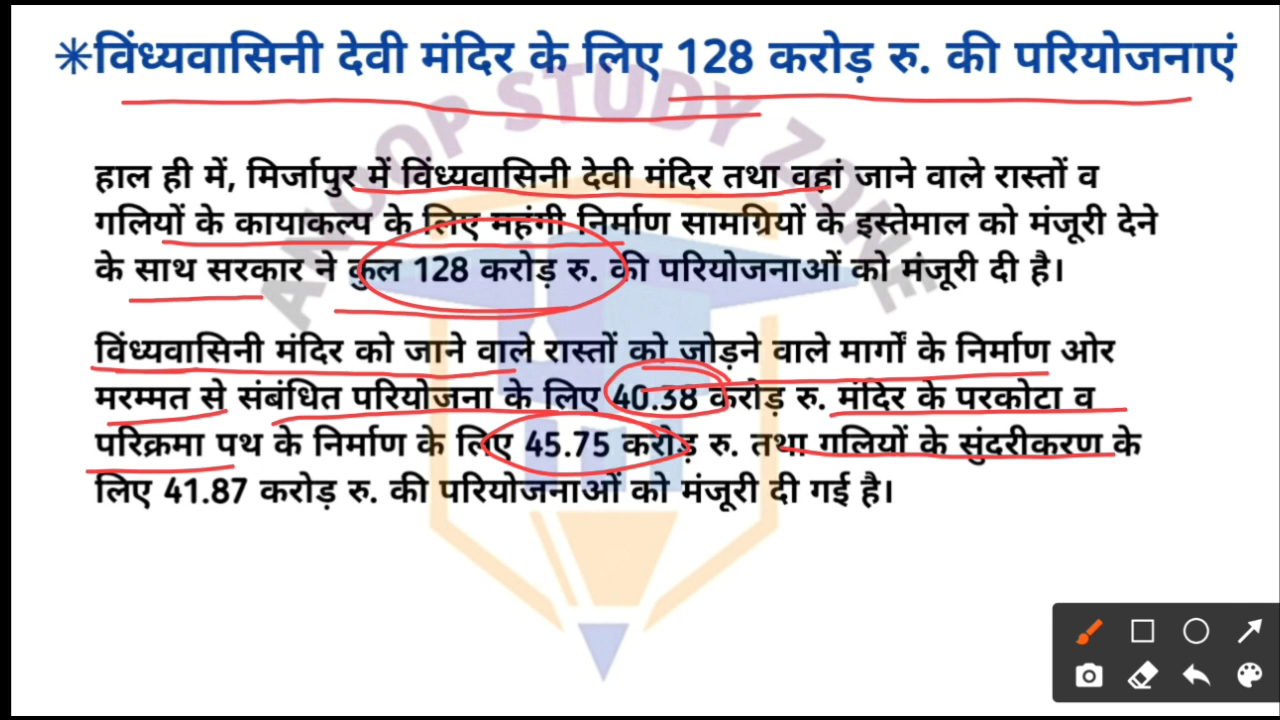 ✳विंध्यवासिनी देवी मंदिर के लिए 128 करोड़ रु. की परियोजनाएं
हाल ही में, मिर्जापुर में विंध्यवासिनी देवी मंदिर तथा वहां जाने वाले रास्तों व
गलियों के कायाकल्प के लिए महंगी निर्माण सामग्रियों के इस्तेमाल को मंजूरी देने
के साथ सरकार ने कुल 128 करोड़ रु. की परियोजनाओं को मंजूरी दी है।
विंध्यवासिनी मंदिर को जाने वाले रास्तों को जोड़ने वाले मार्गों के निर्माण ओर
मरम्मत से संबंधित परियोजना के लिए 40.38 करोड़ रु. मंदिर के परकोटा व
परिक्रमा पथ के निर्माण के लिए 45.75 करोड़ रु. तथा गलियों के सुंदरीकरण के
लिए 41.87 करोड़ रु. की परियोजनाओं को मंजूरी दी गई है।
STUDY ZONE